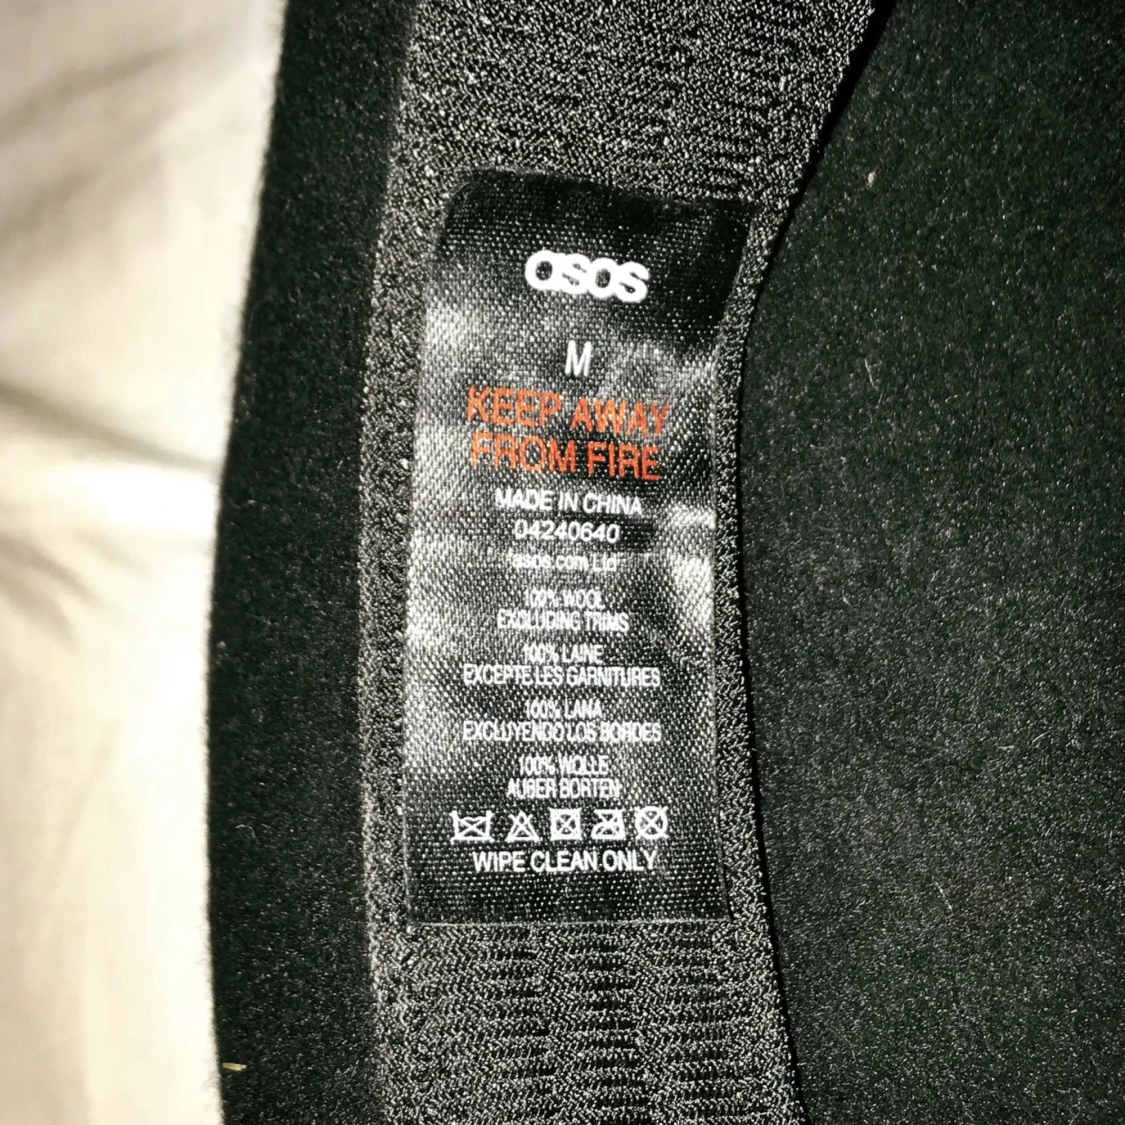 asos
M
KEEP AWAY
FROM FIRE
MADE IN CHINA
04240640
asos.com Ltd
100% WOOL
EXCLUDING TRIMS
100% LAINE
EXCEPTE LES GARNITURES
100% LANA
EXCLUYENDO LOS BORDES
100% WOLLE
AUßER BORTEN
WIPE CLEAN ONLY